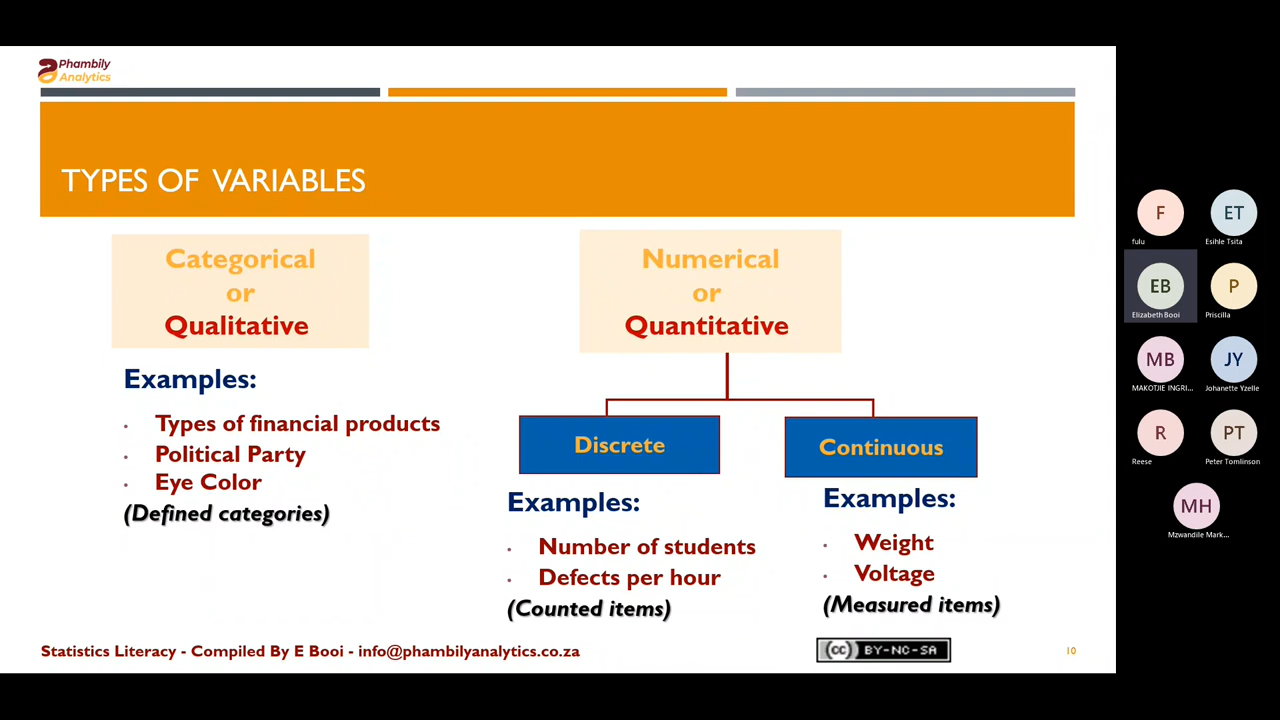 Phambily
Analytics
TYPES OF VARIABLES
Categorical
or
Qualitative
Examples:
• Types of financial products
• Political Party
• Eye Color
(Defined categories)
Numerical
or
Quantitative
Discrete
Examples:
• Number of students
• Defects per hour
(Counted items)
Continuous
Examples:
• Weight
• Voltage
(Measured items)
Statistics Literacy - Compiled By E Booi - info@phambilyanalytics.co.za
(cc) BY-NC-SA
10
F
fulu
ET
Esihle Tsita
EB
Elizabeth Booi
P
Priscilla
MB
MAKOTJIE INGRI...
JY
Johanette Yzelle
R
Reese
PT
Peter Tomlinson
MH
Mzwandile Mark...